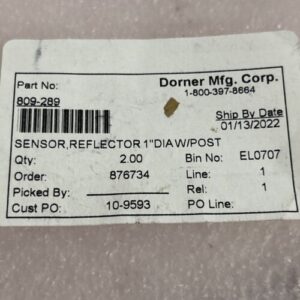 Part No:
Dorner Mfg. Corp.
1-800-397-8664
809-289
Ship By Date
01/13/2022
SENSOR,REFLECTOR 1"DIA W/POST
Qty: 2.00 Bin No: EL0707
Order: 876734 Line: 1
Picked By: Rel: 1
Cust PO: 10-9593 PO Line: